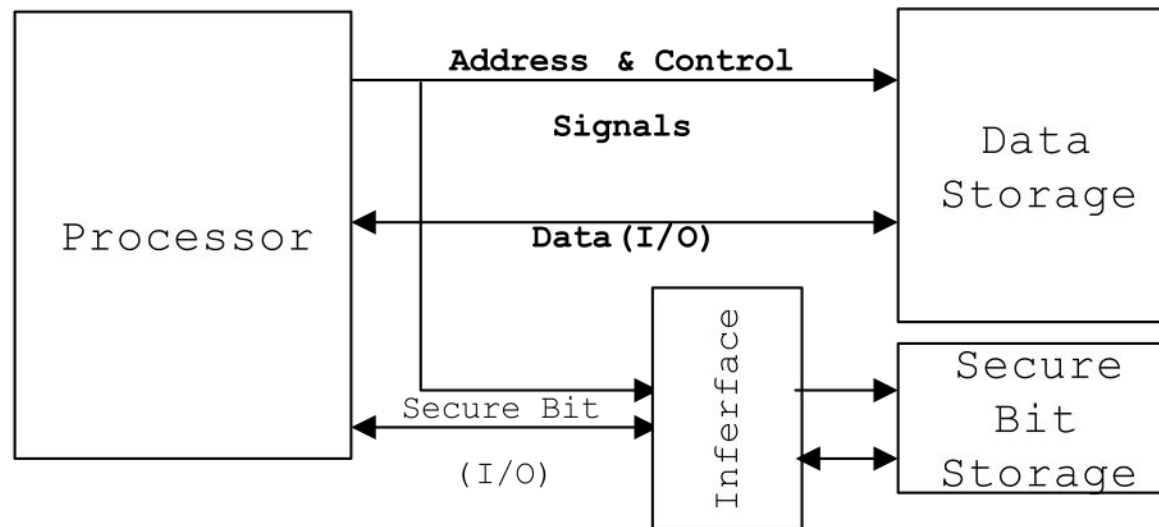 Processor
Address & Control
Signals
Data(I/O)
Data
Storage
Inferface
Secure Bit
(I/O)
Secure
Bit
Storage